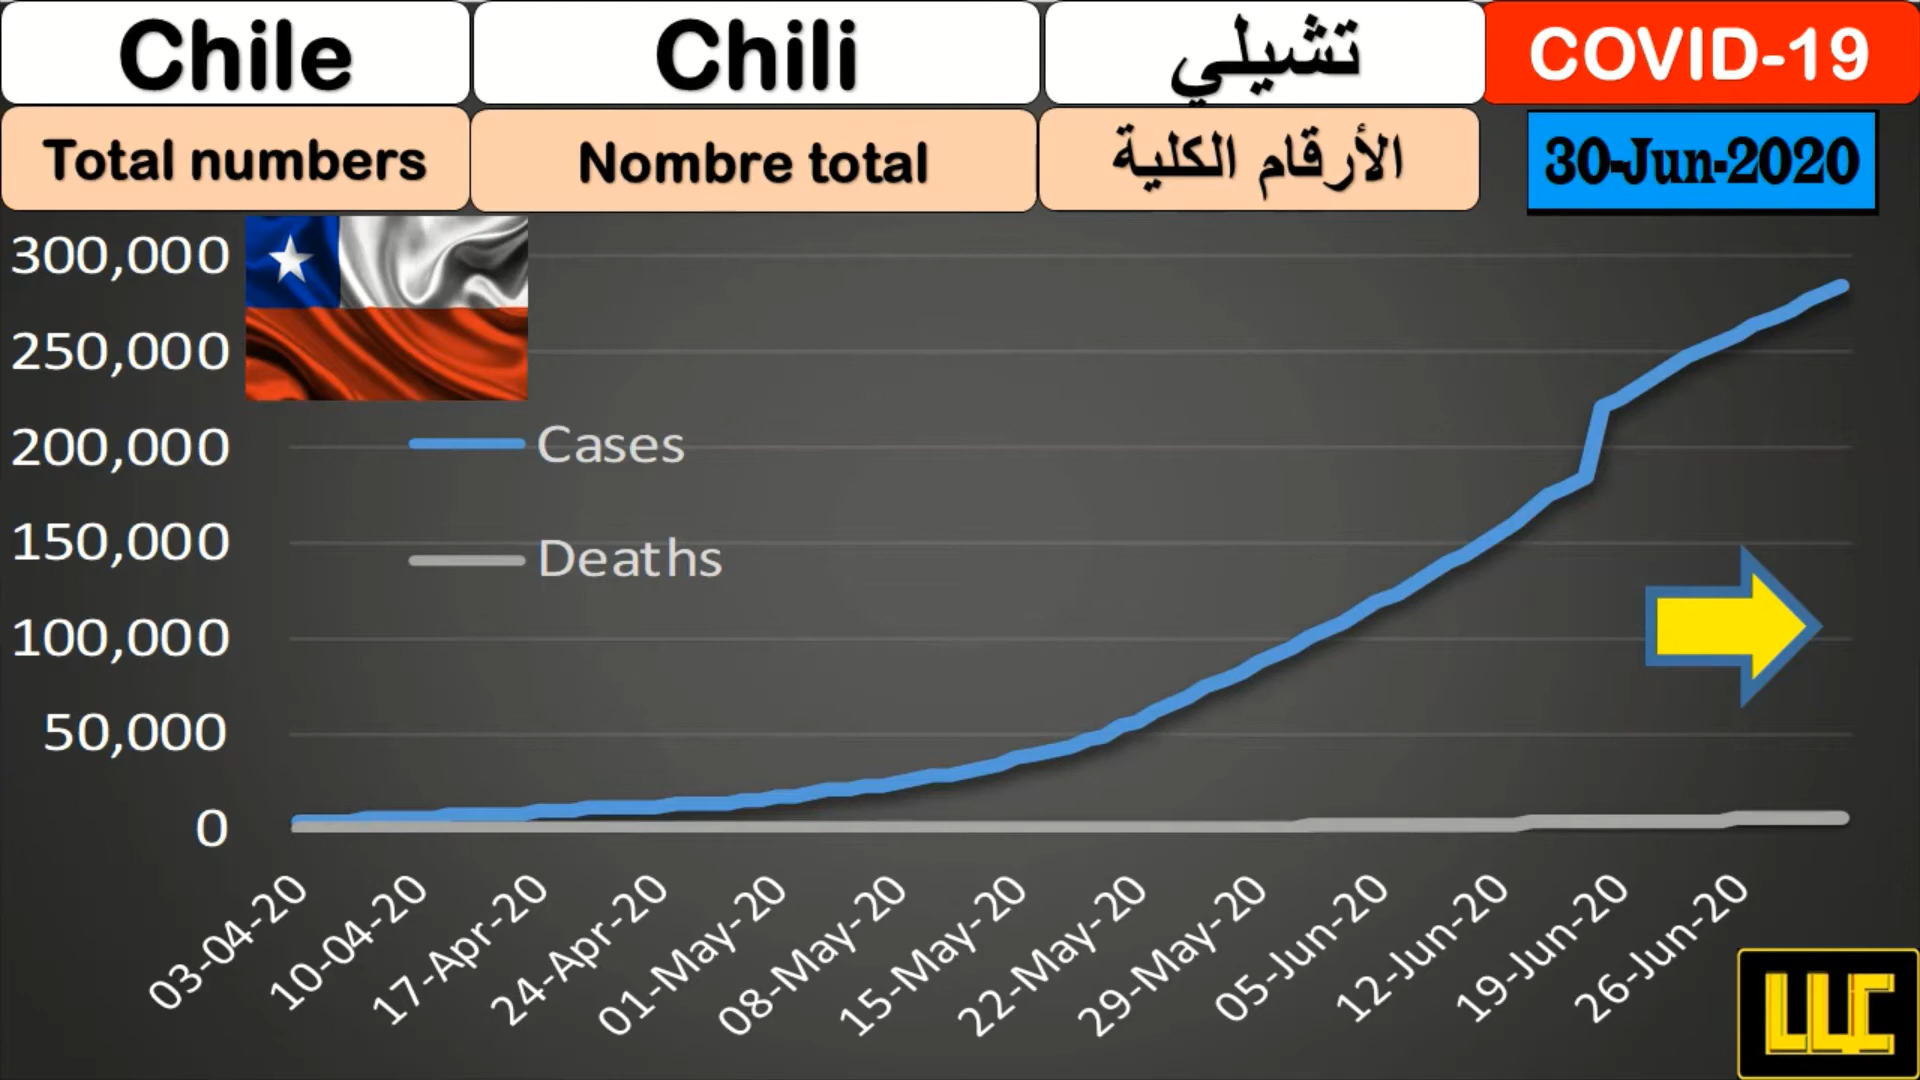 Chile
Chili
تشيلي
COVID-19
Total numbers
Nombre total
الأرقام الكلية
30-Jun-2020
300,000
250,000
200,000
150,000
100,000
50,000
0
Cases
Deaths
03-04-20
10-04-20
17-Apr-20
24-Apr-20
01-May-20
08-May-20
15-May-20
22-May-20
29-May-20
05-Jun-20
12-Jun-20
19-Jun-20
26-Jun-20
LLC